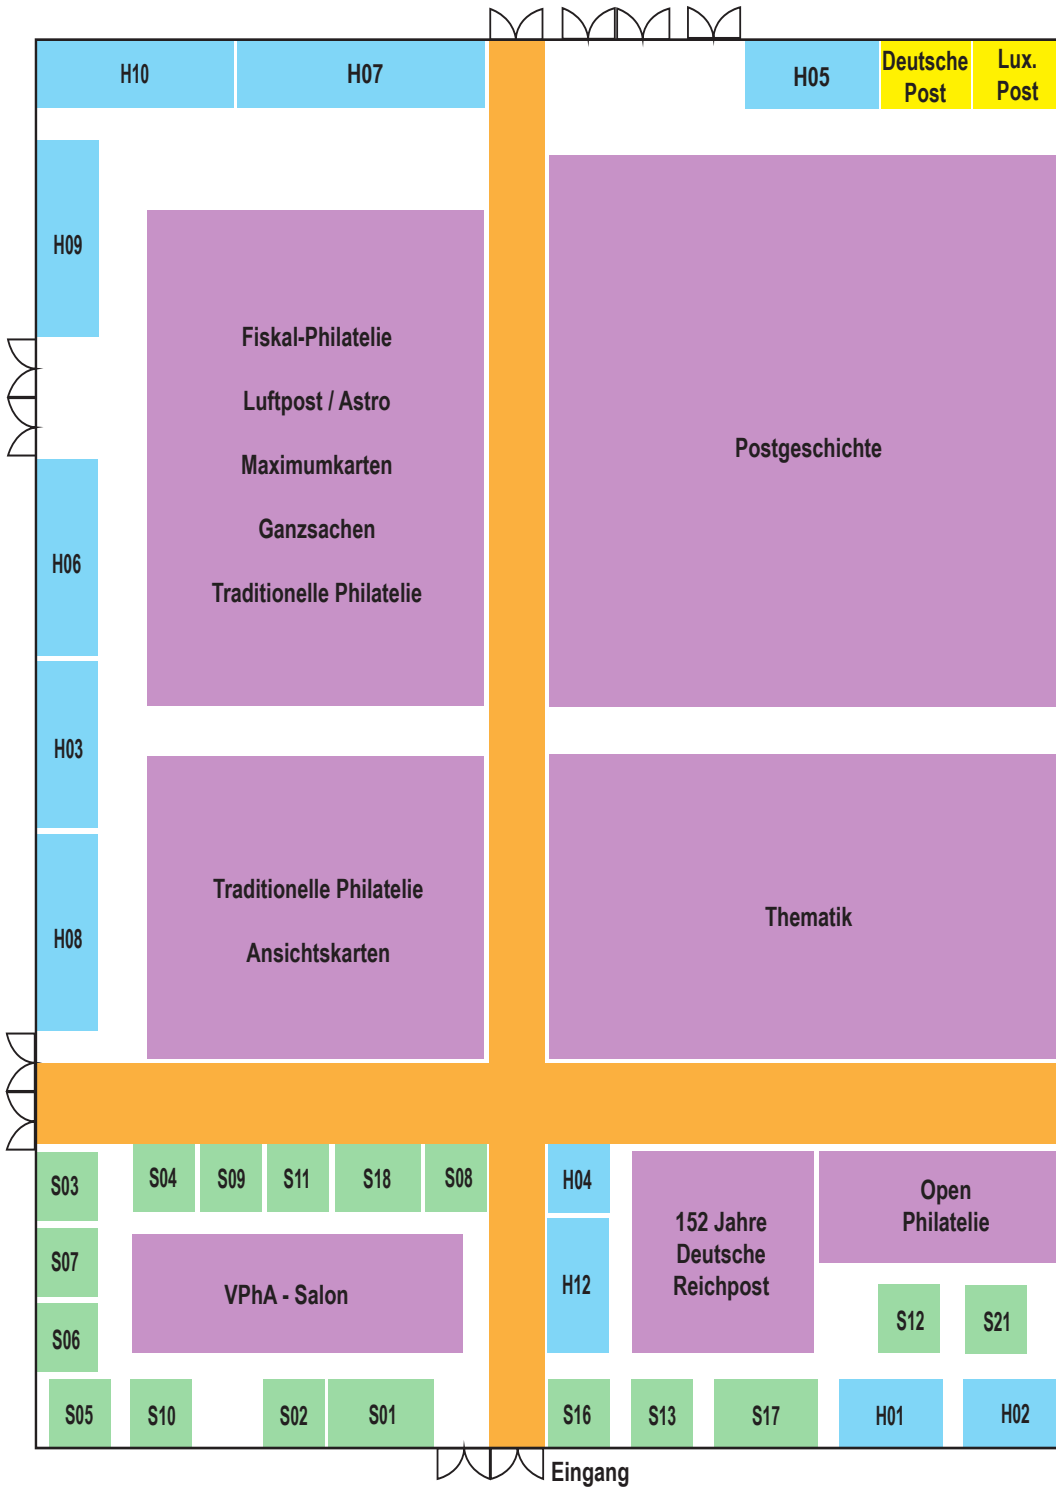 H10
H07
H05
Deutsche
Post
Lux.
Post
H09
Fiskal-Philatelie
Luftpost / Astro
Maximumkarten
Ganzsachen
Traditionelle Philatelie
Postgeschichte
H06
H03
H08
Traditionelle Philatelie
Ansichtskarten
Thematik
S03
S04
S09
S11
S18
S08
H04
152 Jahre
Deutsche
Reichpost
Open
Philatelie
S07
VPhA - Salon
H12
S12
S21
S06
S05
S10
S02
S01
S16
S13
S17
H01
H02
Eingang